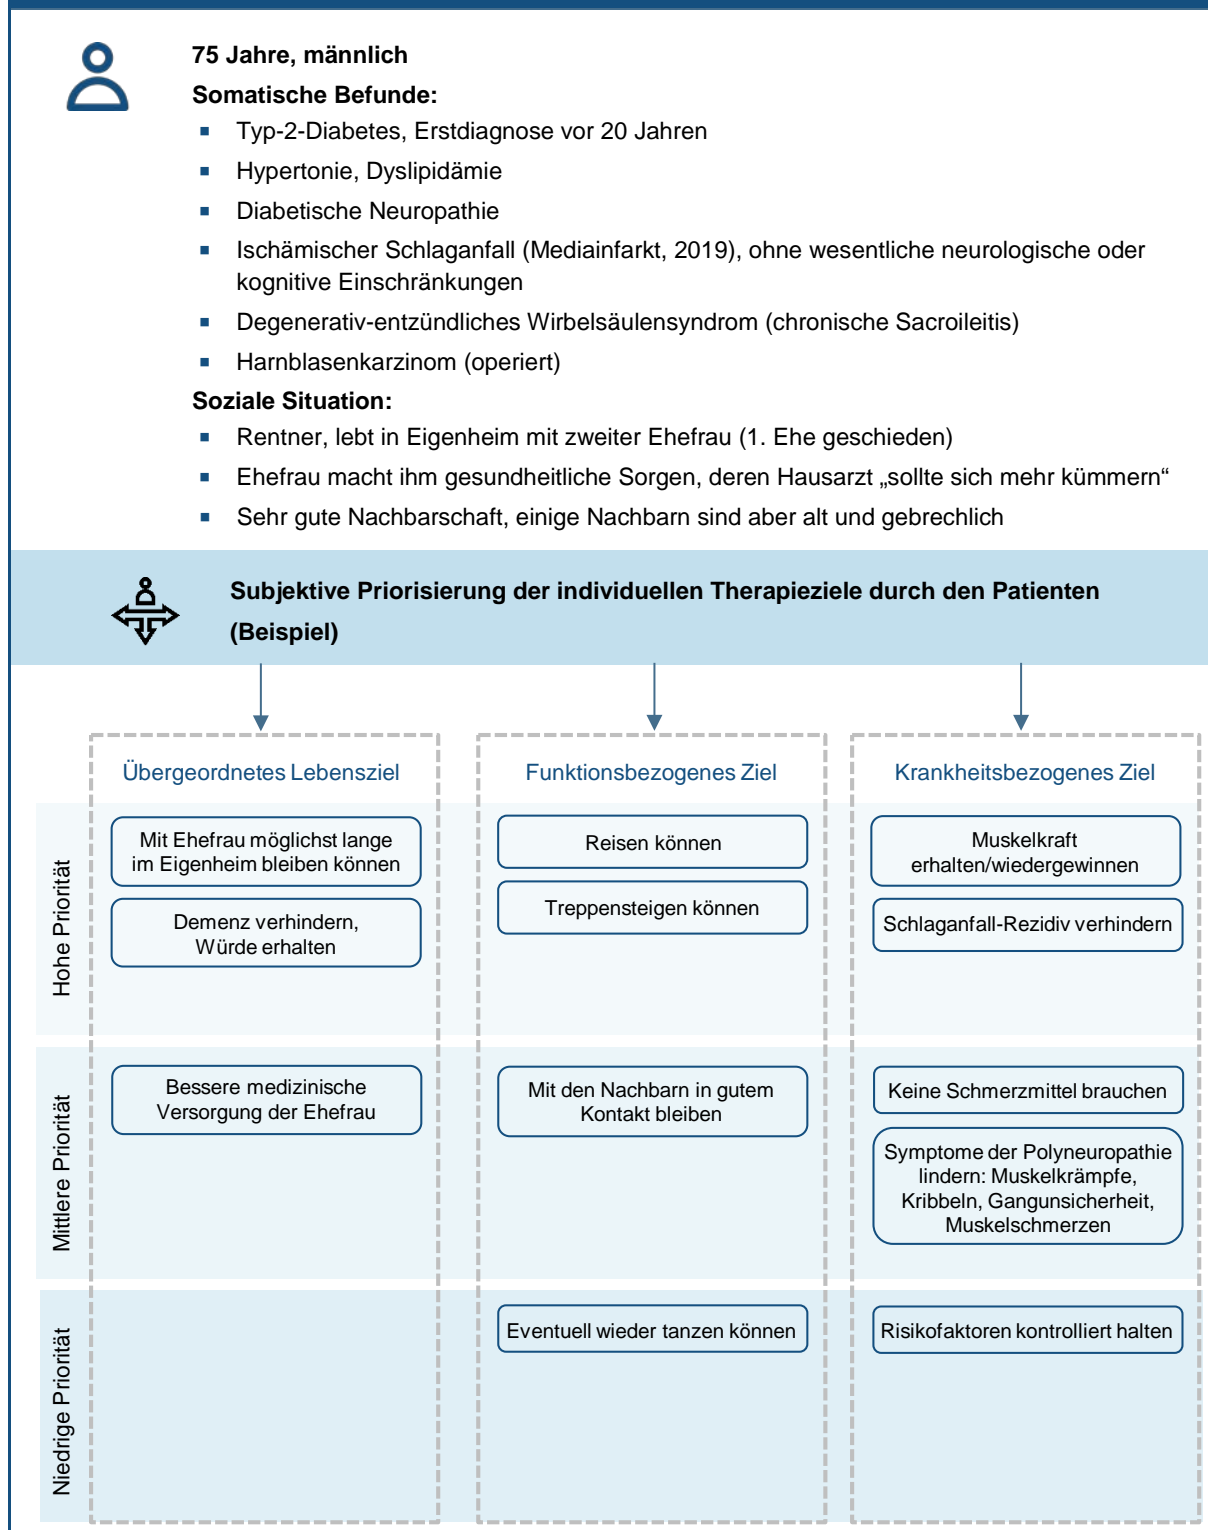 75 Jahre, männlich
Somatische Befunde:
▪ Typ-2-Diabetes, Erstdiagnose vor 20 Jahren
▪ Hypertonie, Dyslipidämie
▪ Diabetische Neuropathie
▪ Ischämischer Schlaganfall (Mediainfarkt, 2019), ohne wesentliche neurologische oder
kognitive Einschränkungen
▪ Degenerativ-entzündliches Wirbelsäulensyndrom (chronische Sacroileitis)
▪ Harnblasenkarzinom (operiert)
Soziale Situation:
▪ Rentner, lebt in Eigenheim mit zweiter Ehefrau (1. Ehe geschieden)
▪ Ehefrau macht ihm gesundheitliche Sorgen, deren Hausarzt „sollte sich mehr kümmern“
▪ Sehr gute Nachbarschaft, einige Nachbarn sind aber alt und gebrechlich
Subjektive Priorisierung der individuellen Therapieziele durch den Patienten
(Beispiel)
Übergeordnetes Lebensziel
Funktionsbezogenes Ziel
Krankheitsbezogenes Ziel
Hohe Priorität
Mit Ehefrau möglichst lange
im Eigenheim bleiben können
Demenz verhindern,
Würde erhalten
Reisen können
Treppensteigen können
Muskelkraft
erhalten/wiedergewinnen
Schlaganfall-Rezidiv verhindern
Mittlere Priorität
Bessere medizinische
Versorgung der Ehefrau
Mit den Nachbarn in gutem
Kontakt bleiben
Keine Schmerzmittel brauchen
Symptome der Polyneuropathie
lindern: Muskelkrämpfe,
Kribbeln, Gangunsicherheit,
Muskelschmerzen
Niedrige Priorität
Eventuell wieder tanzen können
Risikofaktoren kontrolliert halten